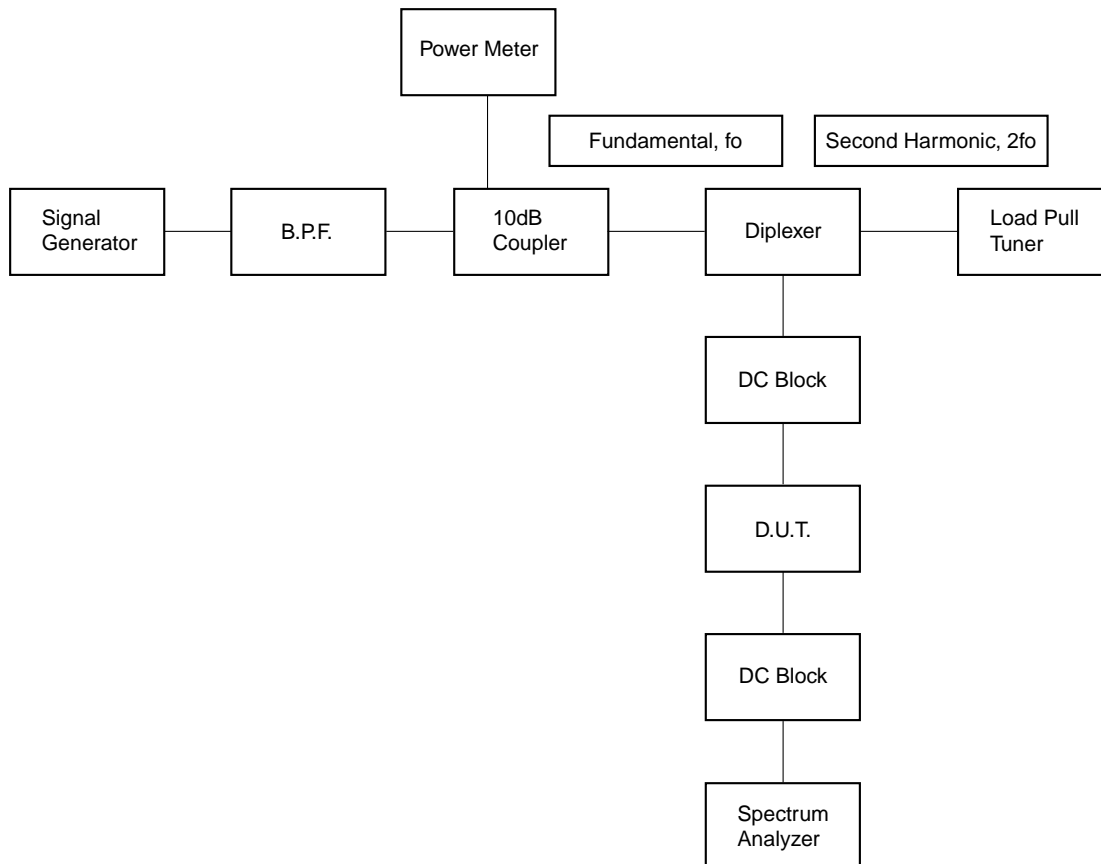 Power Meter
Fundamental, fo
Second Harmonic, 2fo
Signal
Generator
B.P.F.
10dB
Coupler
Diplexer
Load Pull
Tuner
DC Block
D.U.T.
DC Block
Spectrum
Analyzer